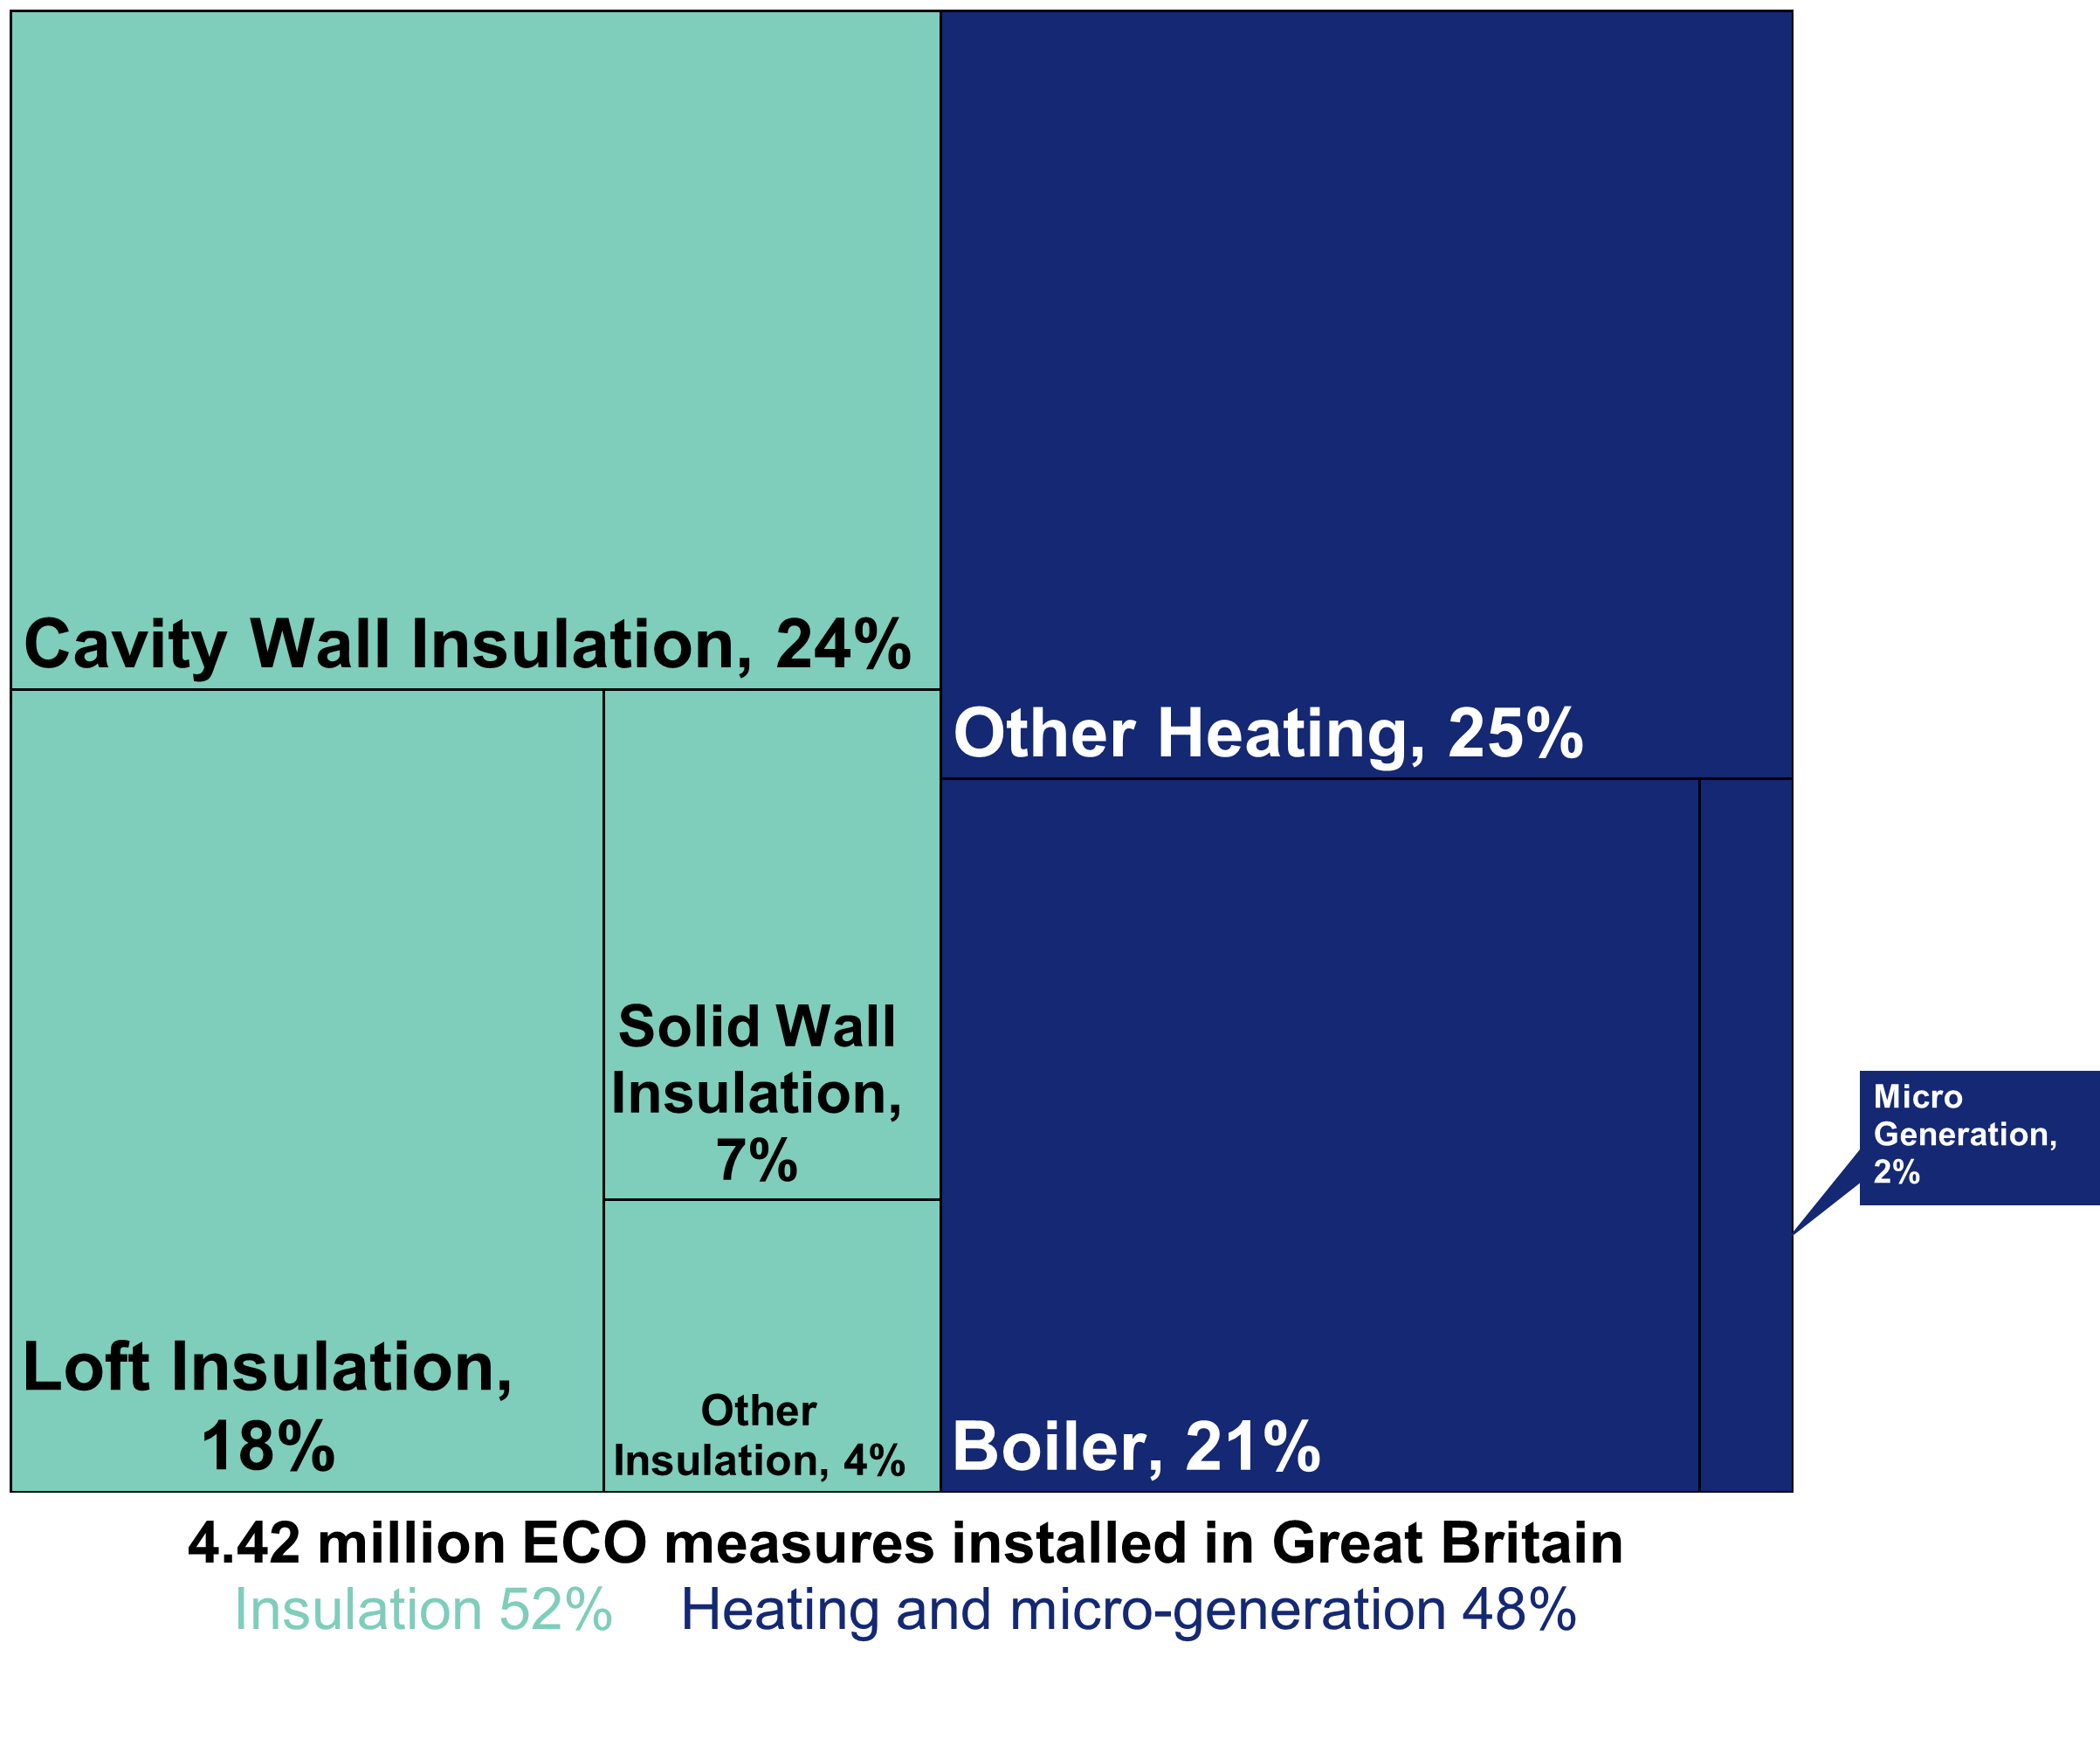 Cavity Wall Insulation, 24%
Other Heating, 25%
Solid Wall
Insulation,
7%
Micro
Generation,
2%
Loft Insulation,
18%
Other
Insulation, 4%
Boiler, 21%
4.42 million ECO measures installed in Great Britain
Insulation 52% Heating and micro-generation 48%